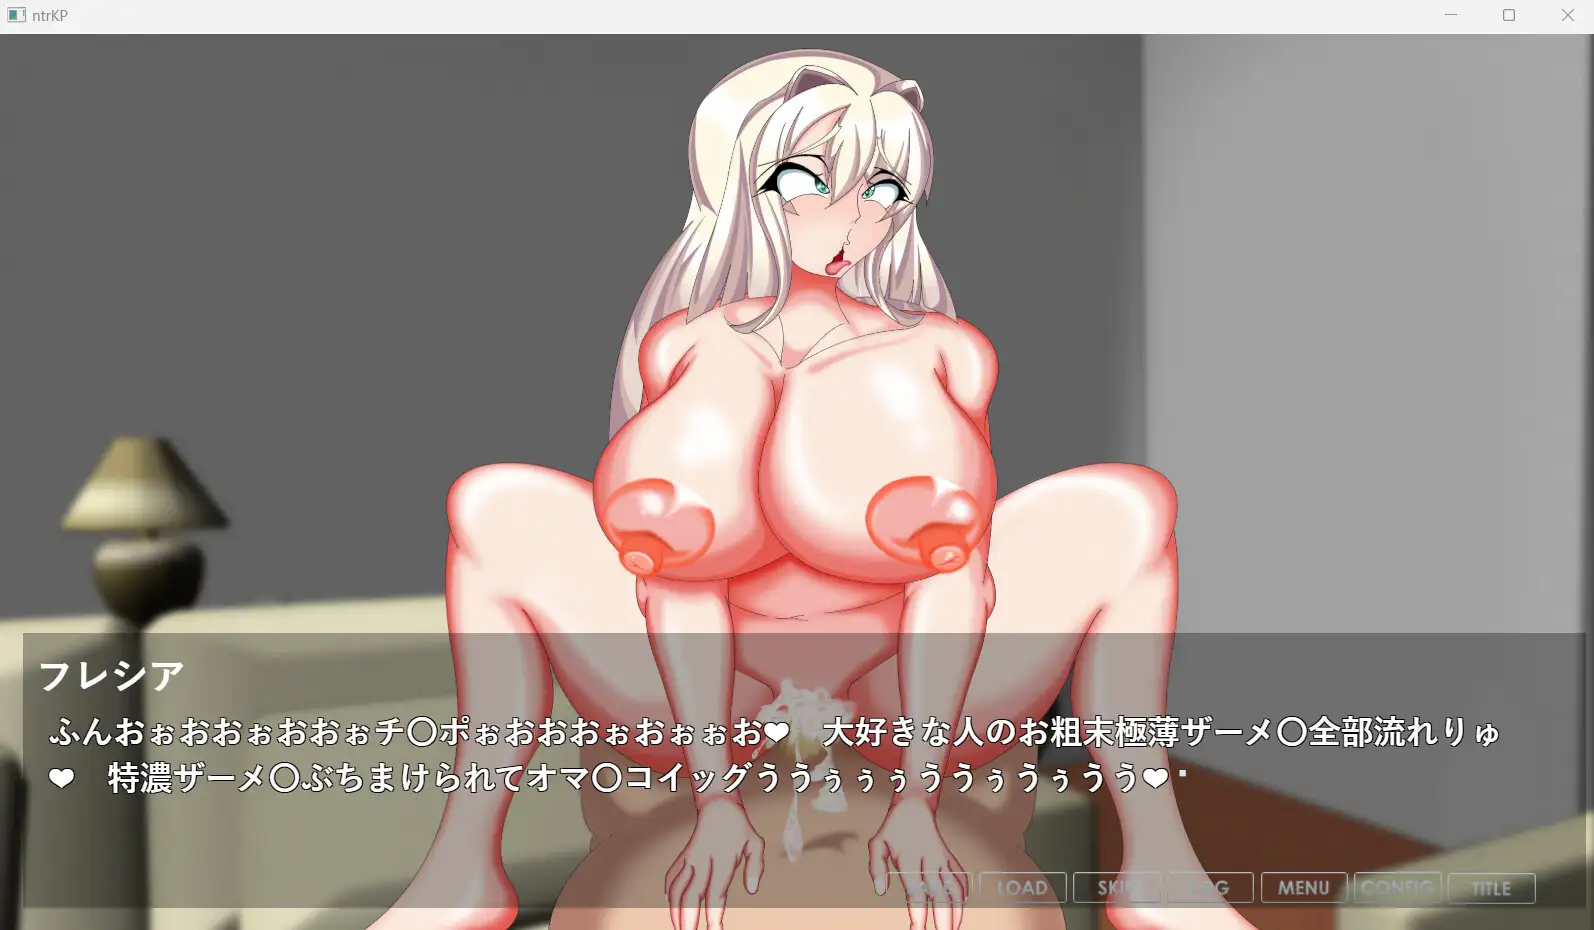 ntrKP
フレシア
ふんおぉおおぉおおぉチ〇ポぉおおおぉおぉぉお❤　大好きな人のお粗末極薄ザーメ〇全部流れりゅ
❤　特濃ザーメ〇ぶちまけられてオマ〇コイッグううぅぅぅううぅうぅうう❤
LOAD MENU CONFIG TITLE